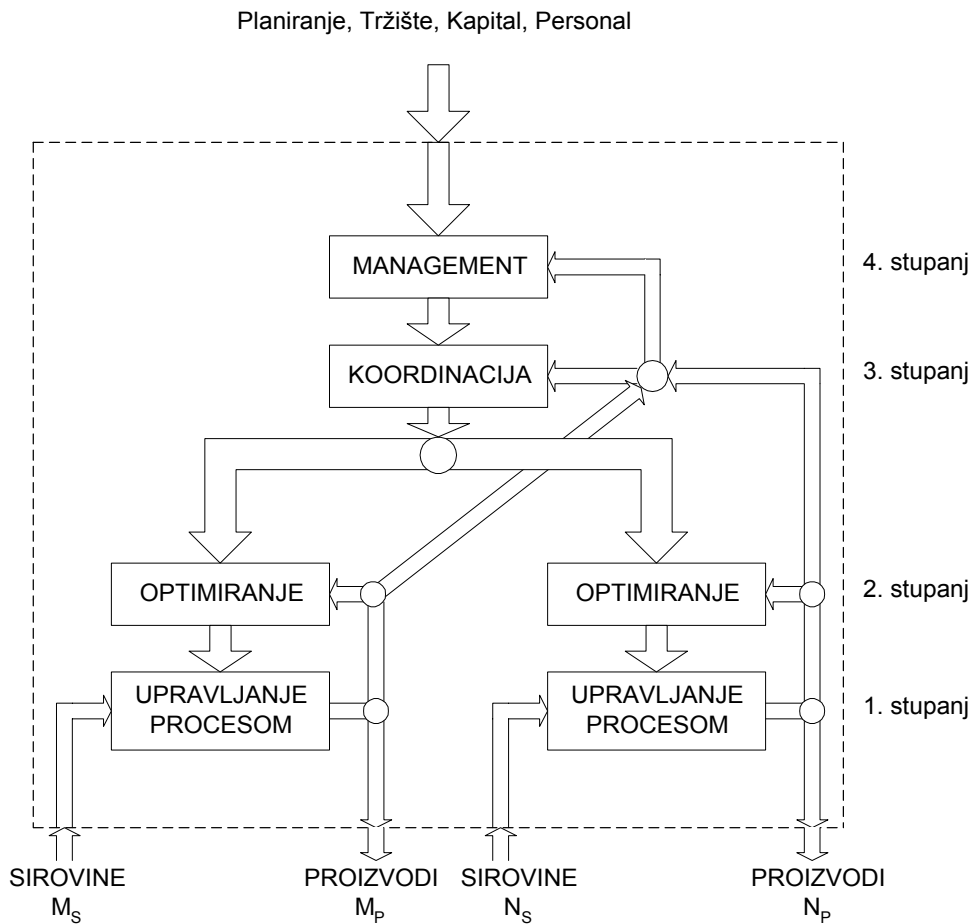 Planiranje, Tržište, Kapital, Personal
MANAGEMENT
4. stupanj
KOORDINACIJA
3. stupanj
OPTIMIRANJE
OPTIMIRANJE
2. stupanj
UPRAVLJANJE
PROCESOM
UPRAVLJANJE
PROCESOM
1. stupanj
SIROVINE
M_S
PROIZVODI
M_P
SIROVINE
N_S
PROIZVODI
N_P